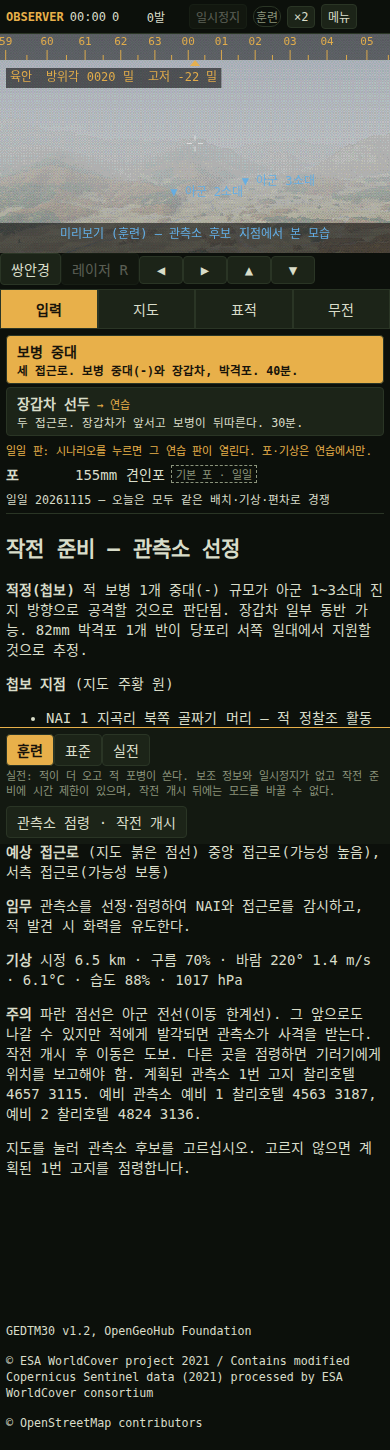 OBSERVER 00:00 0 0발 일시정지 훈련 ×2 메뉴
59 60 61 62 63 00 01 02 03 04 05
육안 방위각 0020 밀 고저 -22 밀
▼ 아군 2소대
미리보기 (훈련) — 관측소 후보 지점에서 본 모습
쌍안경 레이저 R ◀ ▶ ▲ ▼
입력 지도 표적 무전
보병 중대
세 접근로. 보병 중대(-)와 장갑차, 박격포. 40분.
장갑차 선두 → 연습
두 접근로. 장갑차가 앞서고 보병이 뒤따른다. 30분.
일일 판: 시나리오를 누르면 그 연습 판이 열린다. 포·기상은 연습에서만.
포 155mm 견인포 기본 포 · 일일
일일 20261115 — 오늘은 모두 같은 배치·기상·편차로 경쟁
작전 준비 — 관측소 선정
적정(첩보) 적 보병 1개 중대(-) 규모가 아군 1~3소대 진
지 방향으로 공격할 것으로 판단됨. 장갑차 일부 동반 가
능. 82mm 박격포 1개 반이 당포리 서쪽 일대에서 지원할
것으로 추정.
첩보 지점 (지도 주황 원)
• NAI 1 지곡리 북쪽 골짜기 머리 — 적 정찰조 활동
훈련 표준 실전
실전: 적이 더 오고 적 포병이 쏜다. 보조 정보와 일시정지가 없고 작전 준
비에 시간 제한이 있으며, 작전 개시 뒤에는 모드를 바꿀 수 없다.
관측소 점령 · 작전 개시
예상 접근로 (지도 붉은 점선) 중앙 접근로(가능성 높음),
서측 접근로(가능성 보통)
임무 관측소를 선정·점령하여 NAI와 접근로를 감시하고,
적 발견 시 화력을 유도한다.
기상 시정 6.5 km · 구름 70% · 바람 220° 1.4 m/s
· 6.1°C · 습도 88% · 1017 hPa
주의 파란 점선은 아군 전선(이동 한계선). 그 앞으로도
나갈 수 있지만 적에게 발각되면 관측소가 사격을 받는다.
작전 개시 후 이동은 도보. 다른 곳을 점령하면 기러기에게
위치를 보고해야 함. 계획된 관측소 1번 고지 찰리호텔
4657 3115. 예비 관측소 예비 1 찰리호텔 4563 3187,
예비 2 찰리호텔 4824 3136.
지도를 눌러 관측소 후보를 고르십시오. 고르지 않으면 계
획된 1번 고지를 점령합니다.
GEDTM30 v1.2, OpenGeoHub Foundation
© ESA WorldCover project 2021 / Contains modified
Copernicus Sentinel data (2021) processed by ESA
WorldCover consortium
© OpenStreetMap contributors